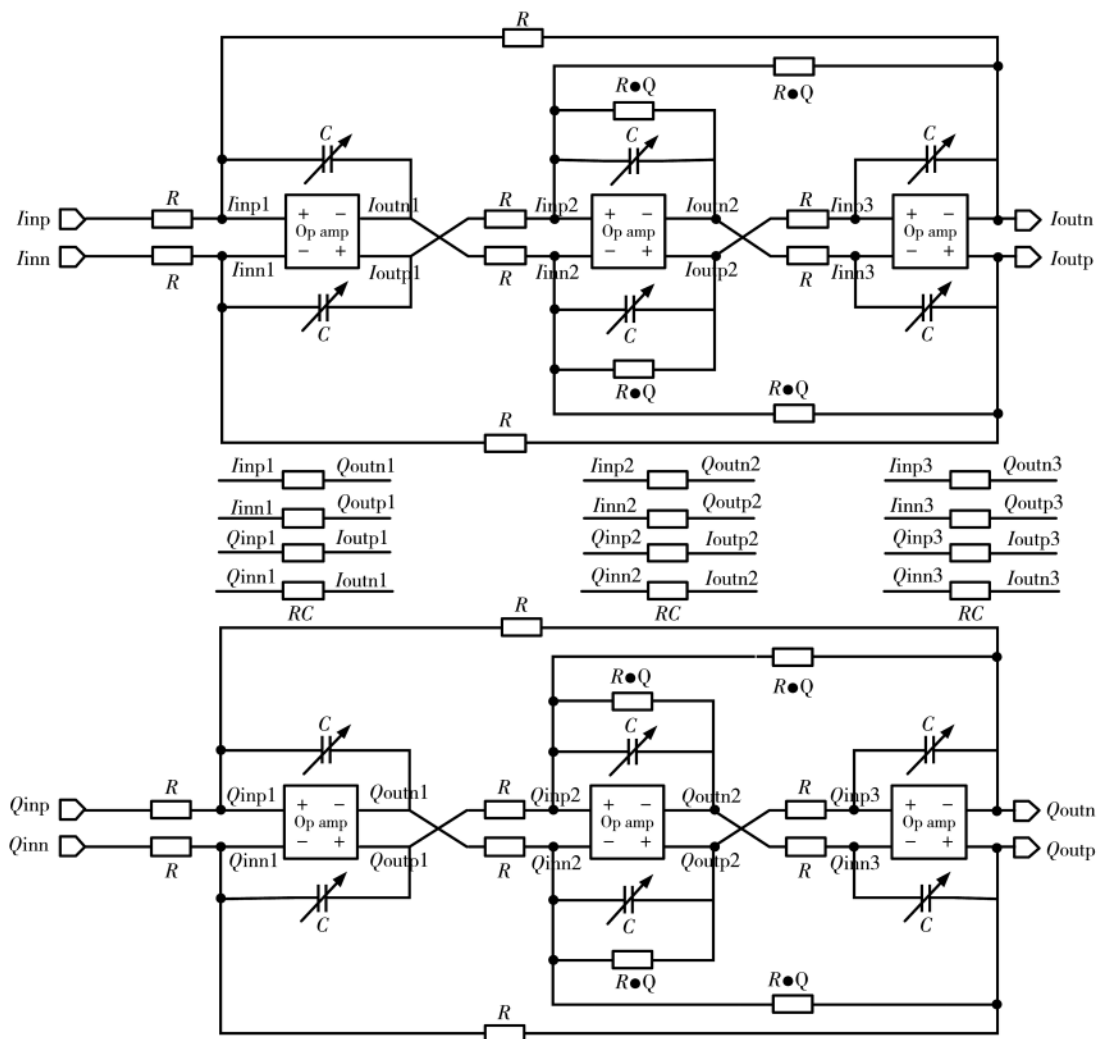 R
R●Q
R●Q
C
C
C
Iinp
R
Iinp1
+ −
Op amp
− +
Ioutn1
R
Iinp2
+ −
Op amp
− +
Ioutn2
R
Iinp3
+ −
Op amp
− +
Ioutn
Iinn
R
Iinn1
Ioutp1
R
Iinn2
Ioutp2
R
Iinn3
Ioutp
C
C
C
R●Q
R●Q
R
Iinp1 Qoutn1
Iinn1 Qoutp1
Qinp1 Ioutp1
Qinn1 Ioutn1
RC
Iinp2 Qoutn2
Iinn2 Qoutp2
Qinp2 Ioutp2
Qinn2 Ioutn2
RC
Iinp3 Qoutn3
Iinn3 Qoutp3
Qinp3 Ioutp3
Qinn3 Ioutn3
RC
R
R●Q
R●Q
C
C
C
Qinp
R
Qinp1
+ −
Op amp
− +
Qoutn1
R
Qinp2
+ −
Op amp
− +
Qoutn2
R
Qinp3
+ −
Op amp
− +
Qoutn
Qinn
R
Qinn1
Qoutp1
R
Qinn2
Qoutp2
R
Qinn3
Qoutp
C
C
C
R●Q
R●Q
R